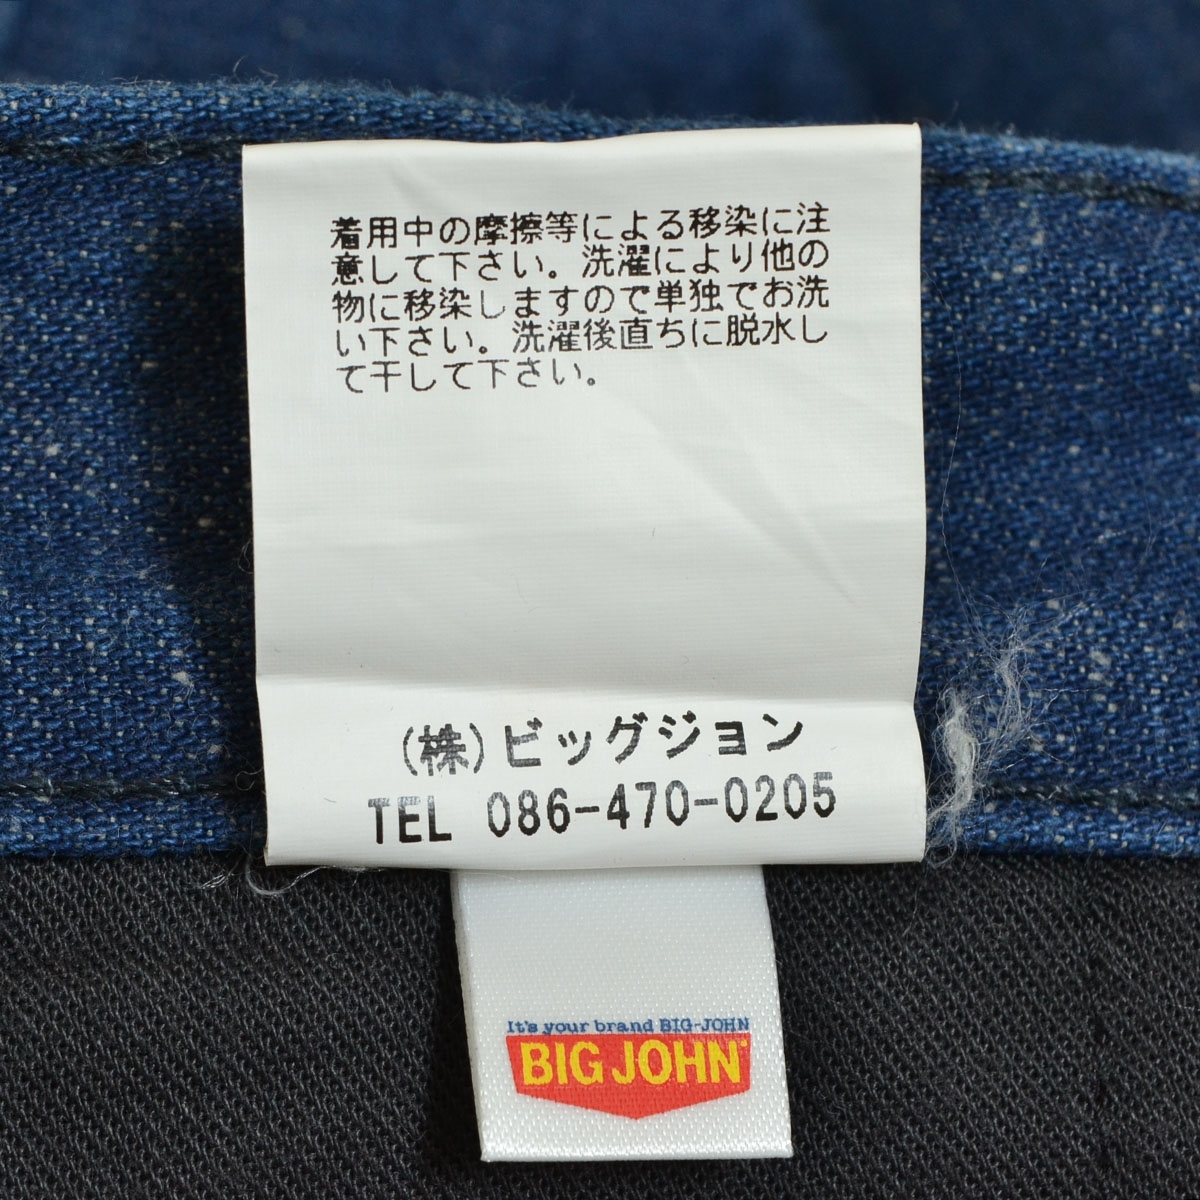 着用中の摩擦等による移染に注
意して下さい。洗濯により他の
物に移染しますので単独でお洗
い下さい。洗濯後直ちに脱水し
て干して下さい。
(株)ビッグジョン
TEL 086-470-0205
It's your brand BIG-JOHN
BIG JOHN